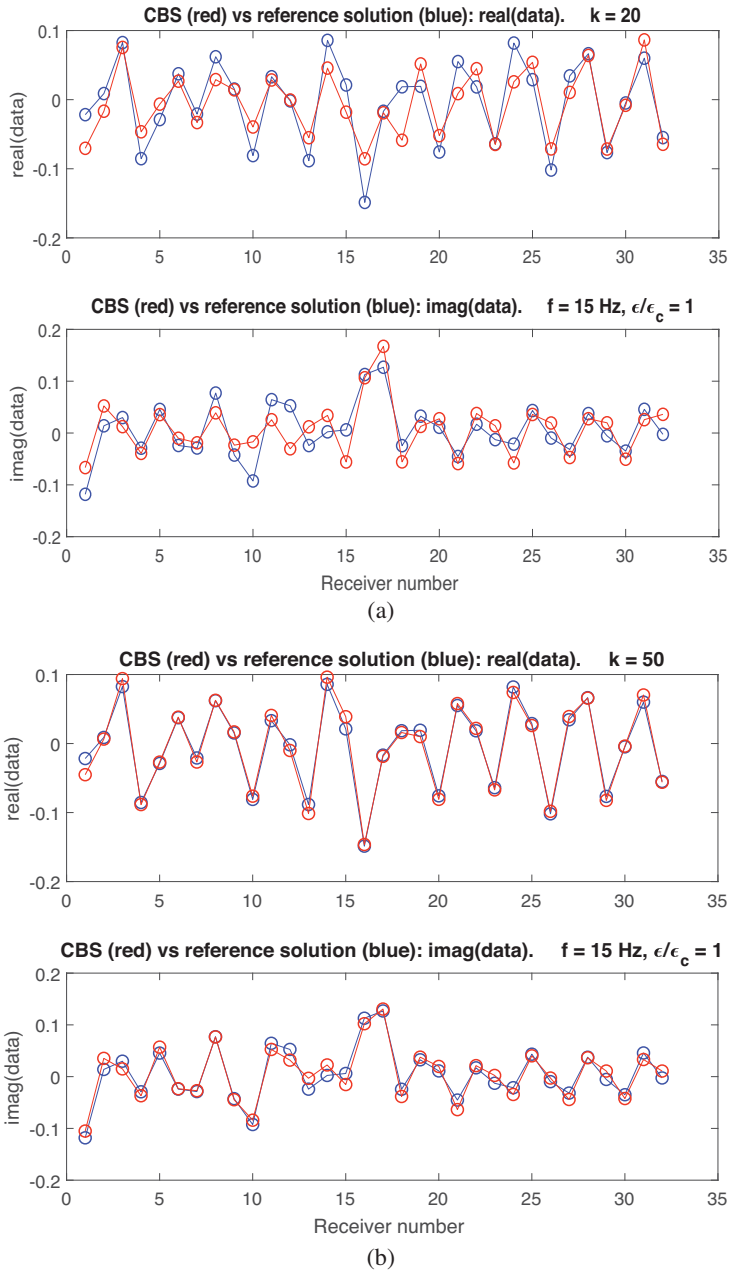 CBS (red) vs reference solution (blue): real(data). k = 20
0.1
0
-0.1
-0.2
real(data)
0 5 10 15 20 25 30 35
CBS (red) vs reference solution (blue): imag(data). f = 15 Hz, ϵ/ϵ_c = 1
0.2
0.1
0
-0.1
-0.2
imag(data)
0 5 10 15 20 25 30 35
Receiver number
(a)
CBS (red) vs reference solution (blue): real(data). k = 50
0.1
0
-0.1
-0.2
real(data)
0 5 10 15 20 25 30 35
CBS (red) vs reference solution (blue): imag(data). f = 15 Hz, ϵ/ϵ_c = 1
0.2
0.1
0
-0.1
-0.2
imag(data)
0 5 10 15 20 25 30 35
Receiver number
(b)